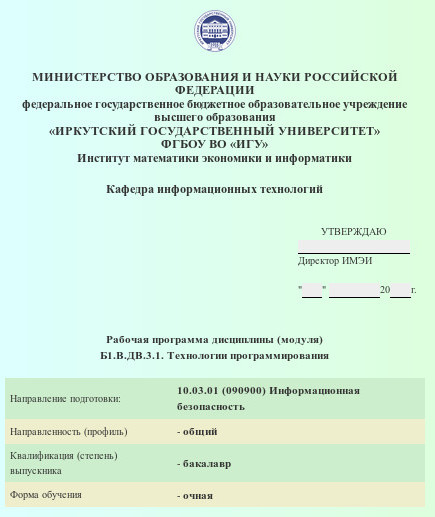 МИНИСТЕРСТВО ОБРАЗОВАНИЯ И НАУКИ РОССИЙСКОЙ
ФЕДЕРАЦИИ
федеральное государственное бюджетное образовательное учреждение
высшего образования
«ИРКУТСКИЙ ГОСУДАРСТВЕННЫЙ УНИВЕРСИТЕТ»
ФГБОУ ВО «ИГУ»
Институт математики экономики и информатики
Кафедра информационных технологий
УТВЕРЖДАЮ
Директор ИМЭИ
"____" __________20____г.
Рабочая программа дисциплины (модуля)
Б1.В.ДВ.3.1. Технологии программирования
Направление подготовки:
10.03.01 (090900) Информационная
безопасность
Направленность (профиль)
- общий
Квалификация (степень)
выпускника
- бакалавр
Форма обучения
- очная